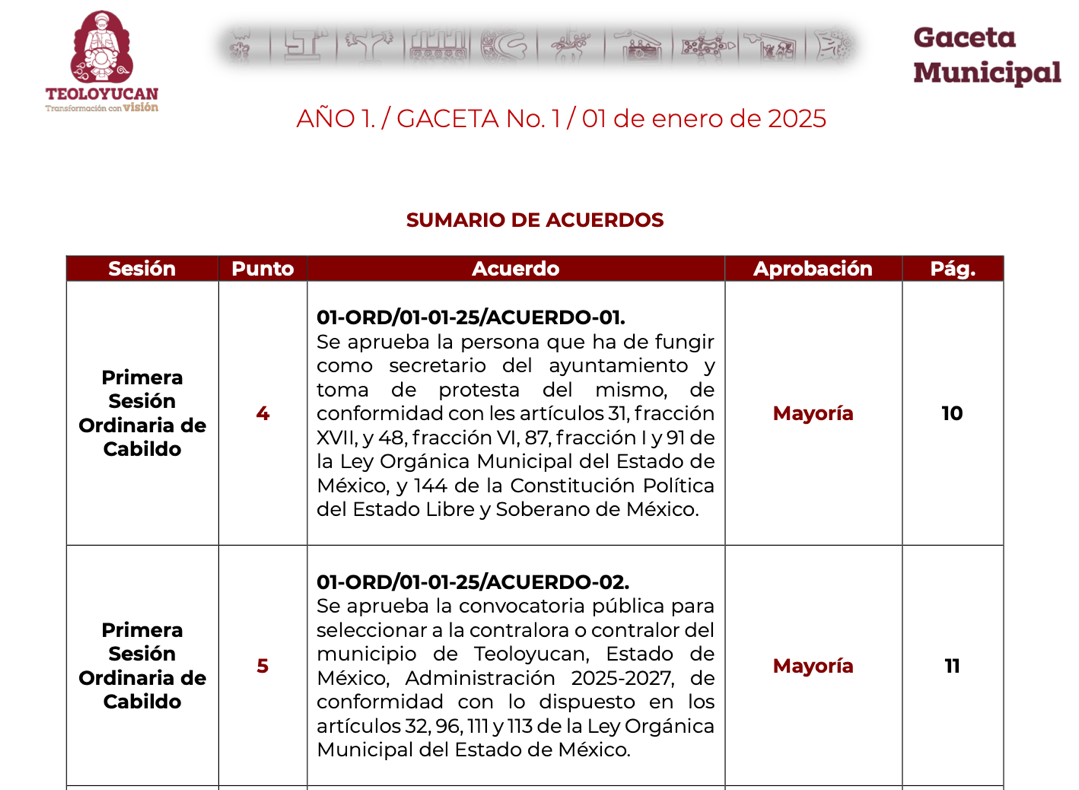 TEOLOYUCAN
Transformación con visión
Gaceta
Municipal
AÑO 1. / GACETA No. 1 / 01 de enero de 2025
SUMARIO DE ACUERDOS
Sesión Punto Acuerdo Aprobación Pág.
Primera
Sesión
Ordinaria de
Cabildo
4
01-ORD/01-01-25/ACUERDO-01.
Se aprueba la persona que ha de fungir
como secretario del ayuntamiento y
toma de protesta del mismo, de
conformidad con les artículos 31, fracción
XVII, y 48, fracción VI, 87, fracción I y 91 de
la Ley Orgánica Municipal del Estado de
México, y 144 de la Constitución Política
del Estado Libre y Soberano de México.
Mayoría
10
Primera
Sesión
Ordinaria de
Cabildo
5
01-ORD/01-01-25/ACUERDO-02.
Se aprueba la convocatoria pública para
seleccionar a la contralora o contralor del
municipio de Teoloyucan, Estado de
México, Administración 2025-2027, de
conformidad con lo dispuesto en los
artículos 32, 96, 111 y 113 de la Ley Orgánica
Municipal del Estado de México.
Mayoría
11